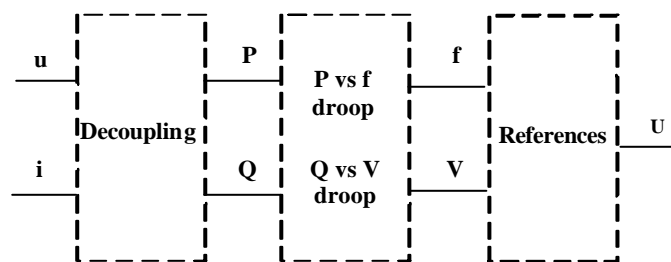 u
i
Decoupling
P
Q
P vs f
droop
Q vs V
droop
f
V
References
U